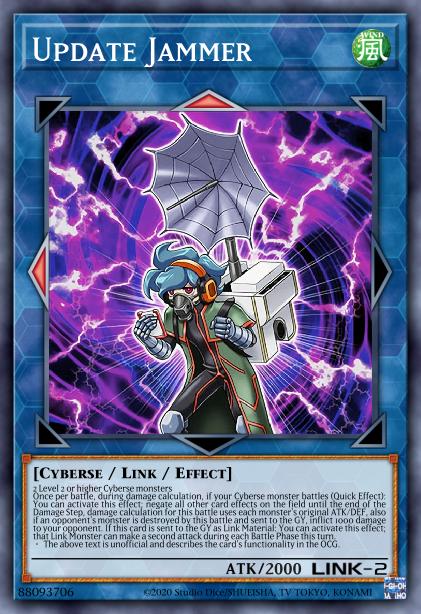 Update Jammer
WIND
風
[Cyberse / Link / Effect]
2 Level 2 or higher Cyberse monsters
Once per battle, during damage calculation, if your Cyberse monster battles (Quick Effect):
You can activate this effect; negate all other card effects on the field until the end of the
Damage Step, damage calculation for this battle uses each monster's original ATK/DEF, also
if an opponent's monster is destroyed by this battle and sent to the GY, inflict 1000 damage
to your opponent. If this card is sent to the GY as Link Material: You can activate this effect;
that Link Monster can make a second attack during each Battle Phase this turn.
· The above text is unofficial and describes the card's functionality in the OCG.
ATK/2000 LINK-2
88093706
©2020 Studio Dice/SHUEISHA, TV TOKYO, KONAMI